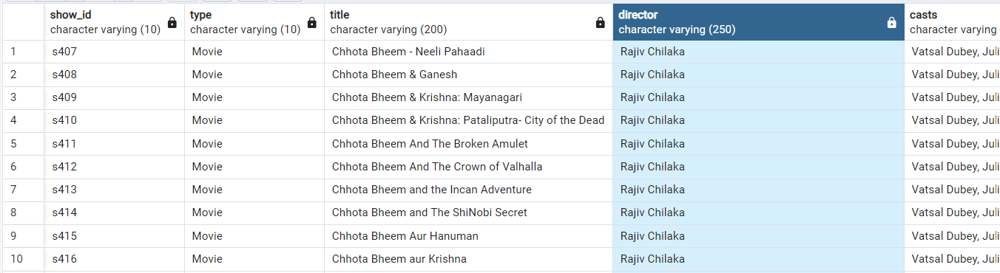 show_id type title director casts
character varying (10) character varying (10) character varying (200) character varying (250) character varying
1 s407 Movie Chhota Bheem - Neeli Pahaadi Rajiv Chilaka Vatsal Dubey, Juli
2 s408 Movie Chhota Bheem & Ganesh Rajiv Chilaka Vatsal Dubey, Juli
3 s409 Movie Chhota Bheem & Krishna: Mayanagari Rajiv Chilaka Vatsal Dubey, Juli
4 s410 Movie Chhota Bheem & Krishna: Pataliputra- City of the Dead Rajiv Chilaka Vatsal Dubey, Juli
5 s411 Movie Chhota Bheem And The Broken Amulet Rajiv Chilaka Vatsal Dubey, Juli
6 s412 Movie Chhota Bheem And The Crown of Valhalla Rajiv Chilaka Vatsal Dubey, Juli
7 s413 Movie Chhota Bheem and the Incan Adventure Rajiv Chilaka Vatsal Dubey, Juli
8 s414 Movie Chhota Bheem and The ShiNobi Secret Rajiv Chilaka Vatsal Dubey, Juli
9 s415 Movie Chhota Bheem Aur Hanuman Rajiv Chilaka Vatsal Dubey, Juli
10 s416 Movie Chhota Bheem aur Krishna Rajiv Chilaka Vatsal Dubey, Juli